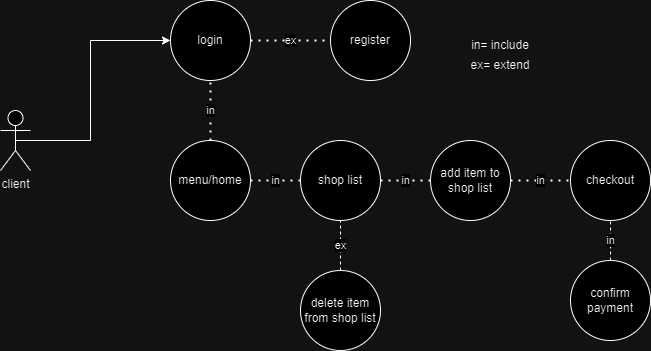 login
ex
register
in= include
ex= extend
in
client
menu/home
in
shop list
in
add item to
shop list
in
checkout
ex
in
delete item
from shop list
confirm
payment